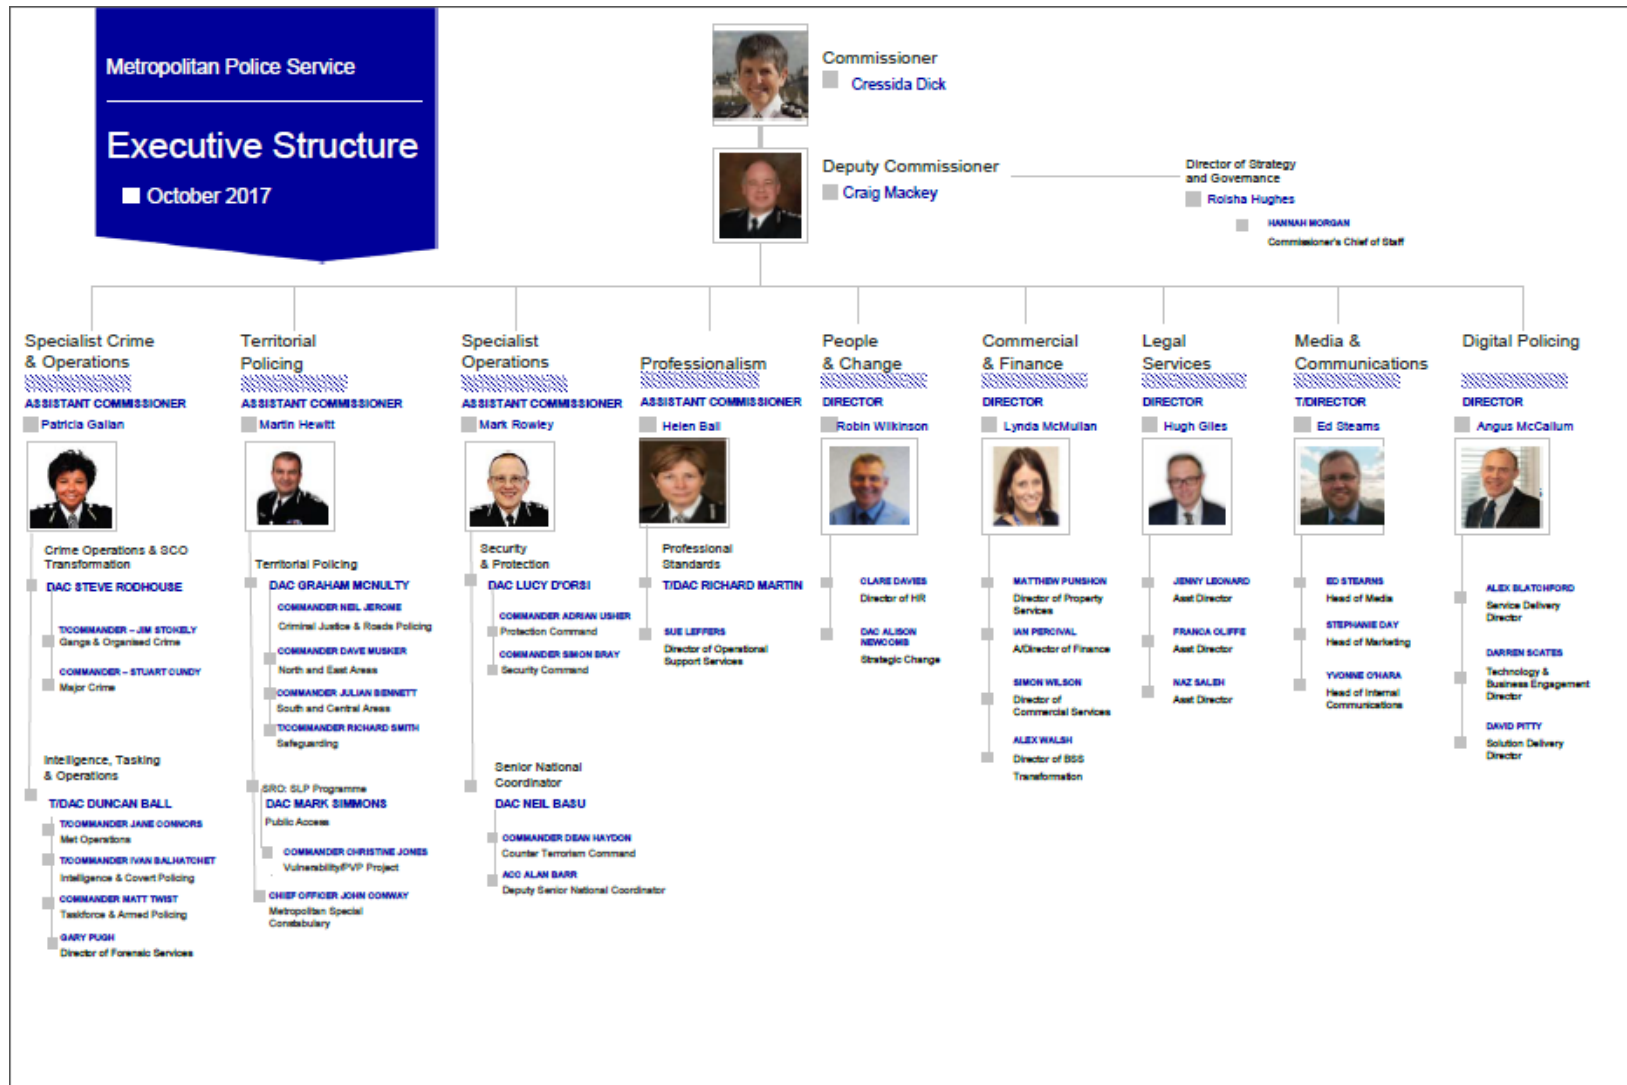 Metropolitan Police Service
Executive Structure
October 2017
Commissioner
Cressida Dick
Deputy Commissioner
Craig Mackey
Director of Strategy
and Governance
Roisha Hughes
HANNAH MORGAN
Commissioner's Chief of Staff
Specialist Crime
& Operations
ASSISTANT COMMISSIONER
Patricia Gallan
Crime Operations & SCO
Transformation
DAC STEVE RODHOUSE
T/COMMANDER – JIM STOKELY
Gangs & Organised Crime
COMMANDER – STUART CUNDY
Major Crime
Intelligence, Tasking
& Operations
T/DAC DUNCAN BALL
T/COMMANDER JANE CONNORS
Met Operations
T/COMMANDER IVAN BALHATCHET
Intelligence & Covert Policing
COMMANDER MATT TWIST
Taskforce & Armed Policing
GARY PUGH
Director of Forensic Services
Territorial
Policing
ASSISTANT COMMISSIONER
Martin Hewitt
Territorial Policing
DAC GRAHAM MCNULTY
COMMANDER NEIL JEROME
Criminal Justice & Roads Policing
COMMANDER DAVE MUSKER
North and East Areas
COMMANDER JULIAN BENNETT
South and Central Areas
T/COMMANDER RICHARD SMITH
Safeguarding
SRO: SLP Programme
DAC MARK SIMMONS
Public Access
COMMANDER CHRISTINE JONES
Vulnerability/PVP Project
CHIEF OFFICER JOHN CONWAY
Metropolitan Special
Constabulary
Specialist
Operations
ASSISTANT COMMISSIONER
Mark Rowley
Security
& Protection
DAC LUCY D'ORSI
COMMANDER ADRIAN USHER
Protection Command
COMMANDER SIMON BRAY
Security Command
Senior National
Coordinator
DAC NEIL BASU
COMMANDER DEAN HAYDON
Counter Terrorism Command
ACC ALAN BARR
Deputy Senior National Coordinator
Professionalism
ASSISTANT COMMISSIONER
Helen Ball
Professional
Standards
T/DAC RICHARD MARTIN
SUE LEFFERS
Director of Operational
Support Services
People
& Change
DIRECTOR
Robin Wilkinson
CLARE DAVIES
Director of HR
DAC ALISON
NEWCOMB
Strategic Change
Commercial
& Finance
DIRECTOR
Lynda McMullan
MATTHEW PUNSHON
Director of Property
Services
IAN PERCIVAL
A/Director of Finance
SIMON WILSON
Director of
Commercial Services
ALEX WALSH
Director of BSS
Transformation
Legal
Services
DIRECTOR
Hugh Giles
JENNY LEONARD
Asst Director
FRANCA OLIFFE
Asst Director
NAZ SALEH
Asst Director
Media &
Communications
T/DIRECTOR
Ed Stearns
ED STEARNS
Head of Media
STEPHANIE DAY
Head of Marketing
YVONNE O'HARA
Head of Internal
Communications
Digital Policing
DIRECTOR
Angus McCallum
ALEX BLATCHFORD
Service Delivery
Director
DARREN SCATES
Technology &
Business Engagement
Director
DAVID PITTY
Solution Delivery
Director